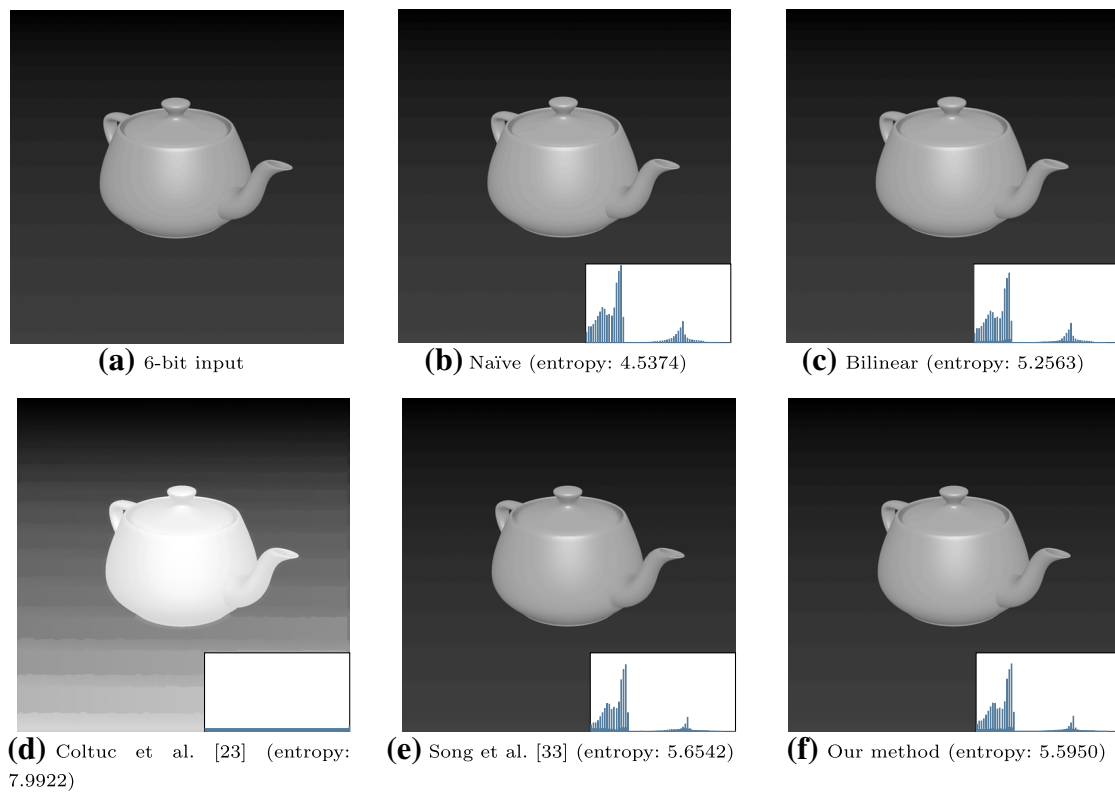 (a) 6-bit input
(b) Naïve (entropy: 4.5374)
(c) Bilinear (entropy: 5.2563)
(d) Coltuc et al. [23] (entropy:
7.9922)
(e) Song et al. [33] (entropy: 5.6542)
(f) Our method (entropy: 5.5950)